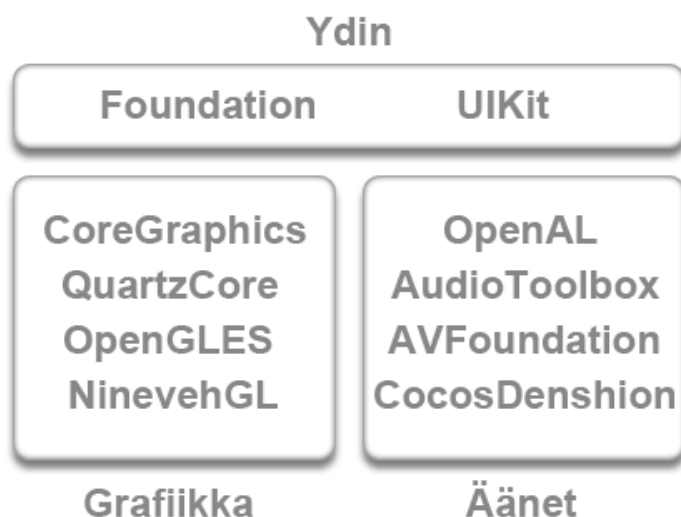 Ydin
Foundation UIKit
CoreGraphics
QuartzCore
OpenGLES
NinevehGL
OpenAL
AudioToolbox
AVFoundation
CocosDenshion
Grafiikka
Äänet